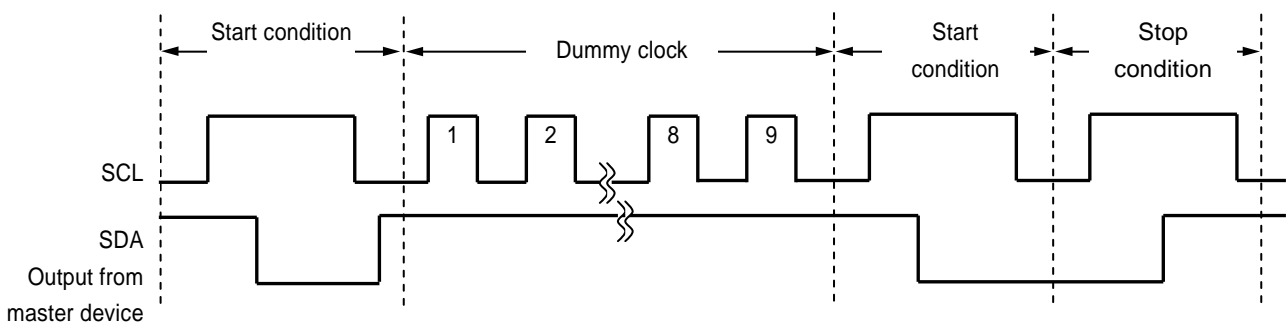 Start condition
Dummy clock
Start
condition
Stop
condition
1 2 8 9
SCL
SDA
Output from
master device